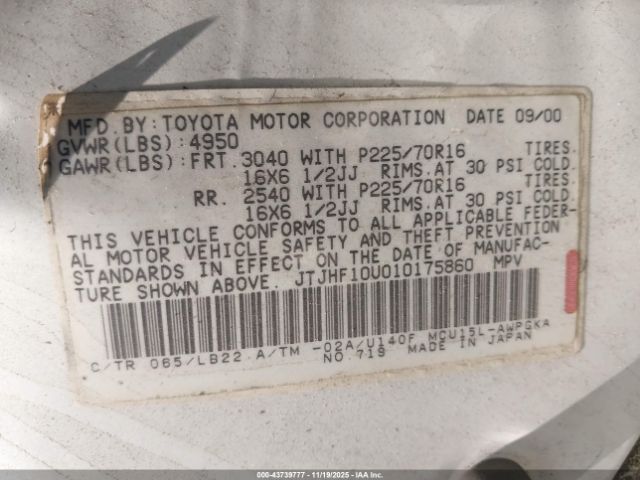 MFD.BY:TOYOTA MOTOR CORPORATION DATE 09/00
GVWR(LBS):4950
GAWR(LBS):FRT.3040 WITH P225/70R16 TIRES.
16X6 1/2JJ RIMS.AT 30 PSI COLD.
RR. 2540 WITH P225/70R16 TIRES.
16X6 1/2JJ RIMS.AT 30 PSI COLD.
THIS VEHICLE CONFORMS TO ALL APPLICABLE FEDER-
AL MOTOR VEHICLE SAFETY AND THEFT PREVENTION
STANDARDS IN EFFECT ON THE DATE OF MANUFAC-
TURE SHOWN ABOVE. JTJHF10U010175860 MPV
C/TR 065/LB22 A/TM -02A/U140F MCU15L-AWPGKA
NO.719 MADE IN JAPAN
000-43739777 - 11/19/2025 - IAAI Inc.